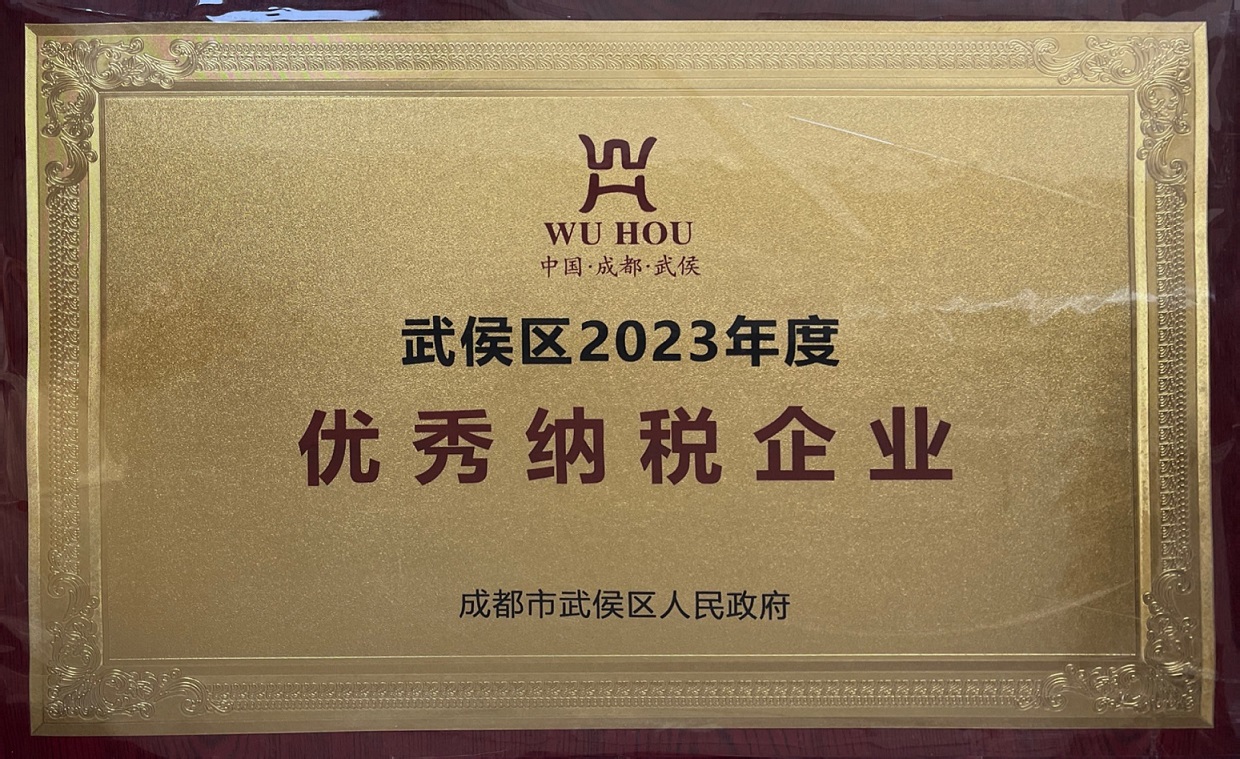 WU HOU
中国·成都·武侯
武侯区2023年度
优秀纳税企业
成都市武侯区人民政府